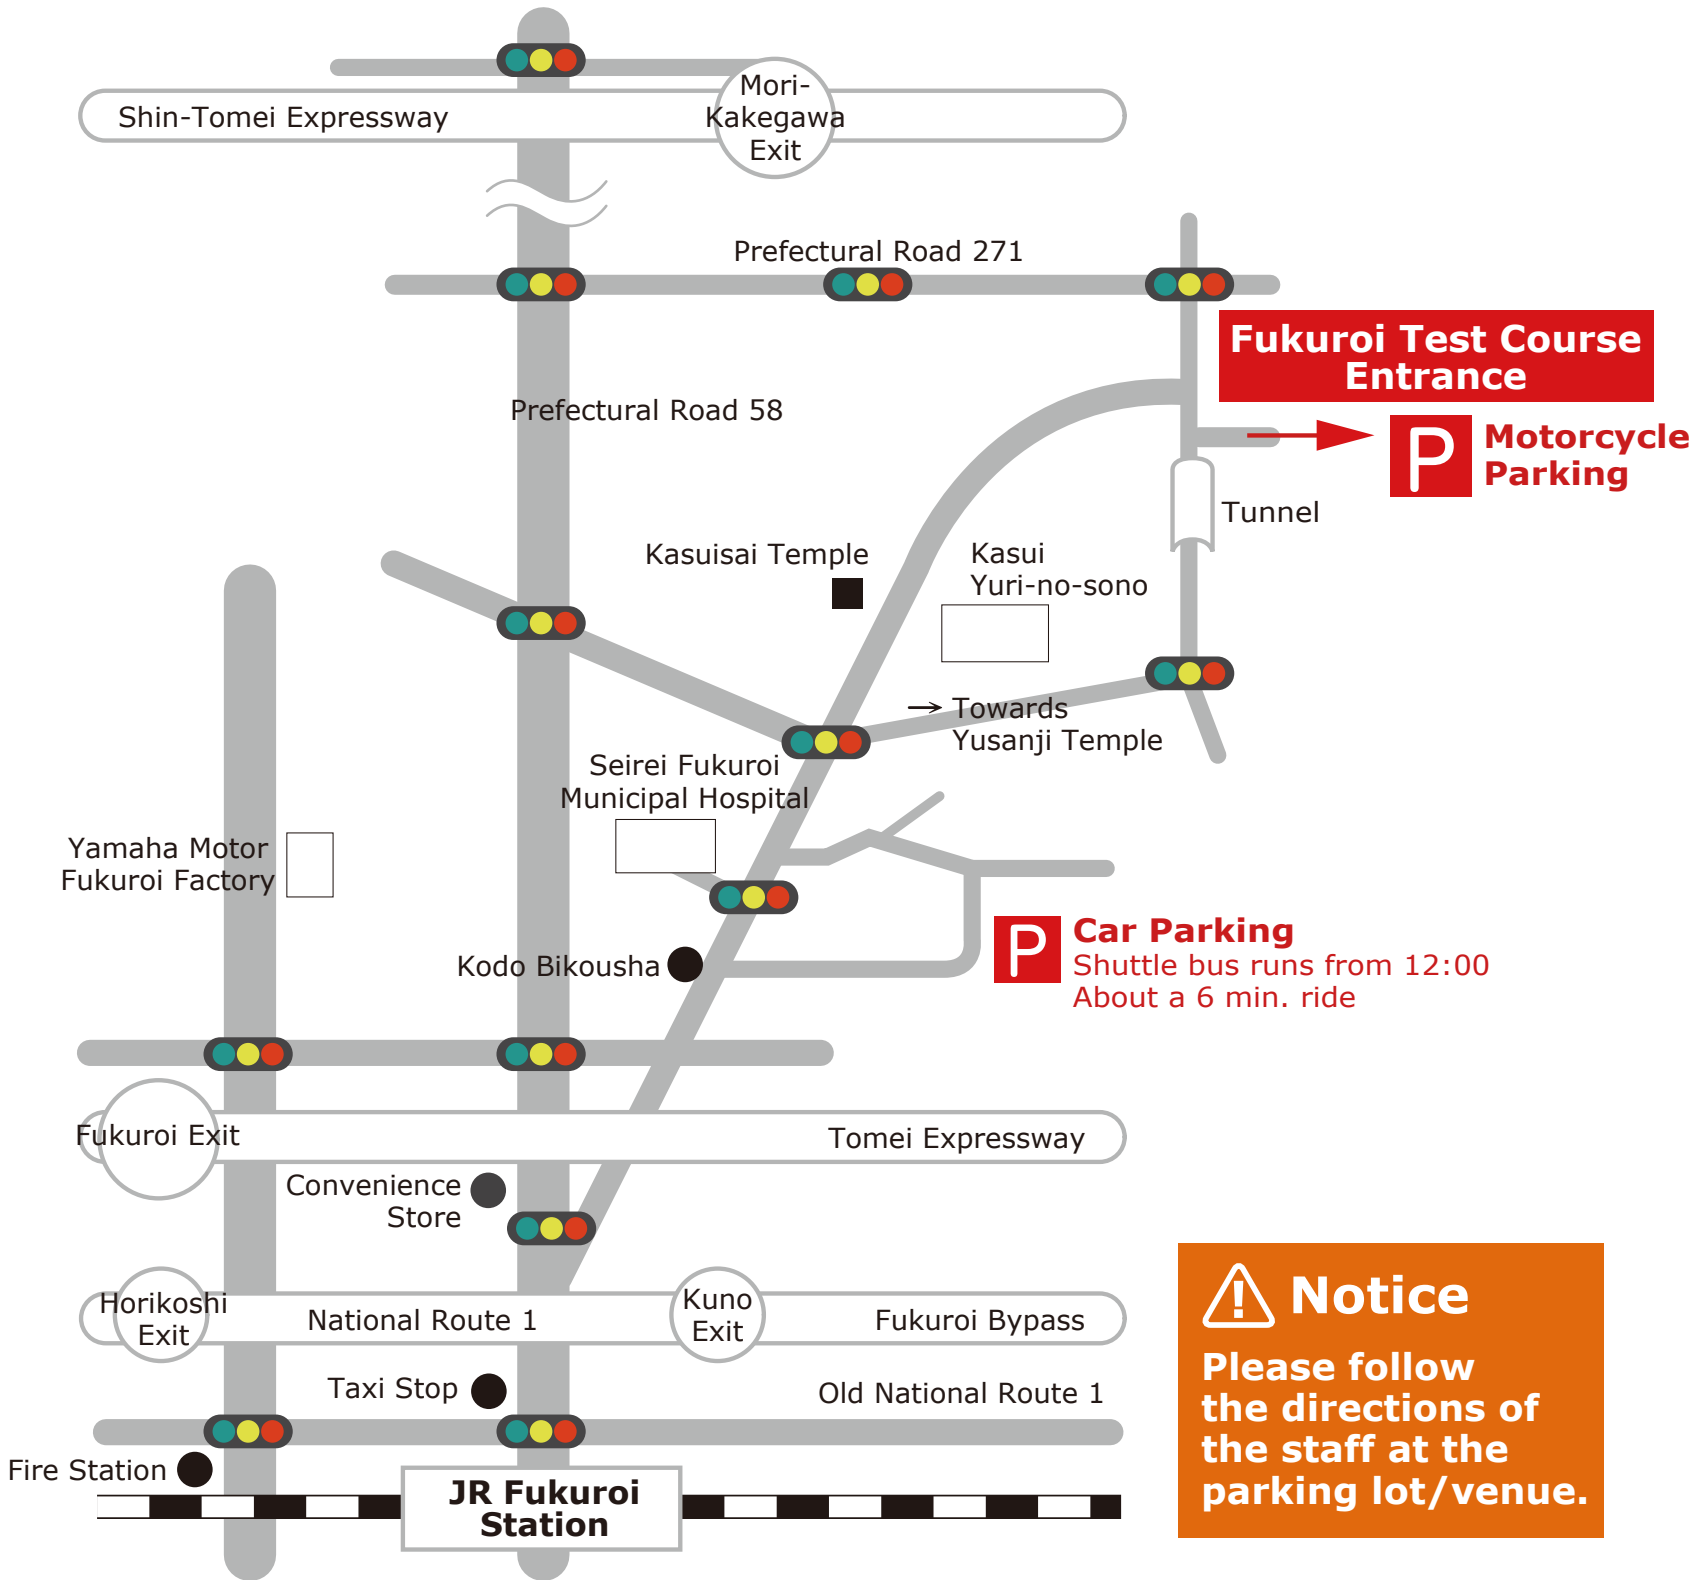 Shin-Tomei Expressway
Mori-
Kakegawa
Exit
Prefectural Road 271
Fukuroi Test Course
Entrance
Prefectural Road 58
P
Motorcycle
Parking
Tunnel
Kasuisai Temple
Kasui
Yuri-no-sono
→ Towards
Yusanji Temple
Seirei Fukuroi
Municipal Hospital
Yamaha Motor
Fukuroi Factory
P
Car Parking
Shuttle bus runs from 12:00
About a 6 min. ride
Kodo Bikousha
Fukuroi Exit
Tomei Expressway
Convenience
Store
Horikoshi
Exit
National Route 1
Kuno
Exit
Fukuroi Bypass
Taxi Stop
Old National Route 1
Fire Station
JR Fukuroi
Station
Notice
Please follow
the directions of
the staff at the
parking lot/venue.